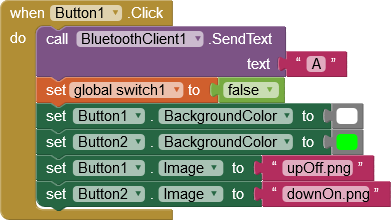 when Button1 .Click
do call BluetoothClient1 .SendText
text " A "
set global switch1 to false
set Button1 . BackgroundColor to
set Button2 . BackgroundColor to
set Button1 . Image to " upOff.png "
set Button2 . Image to " downOn.png "